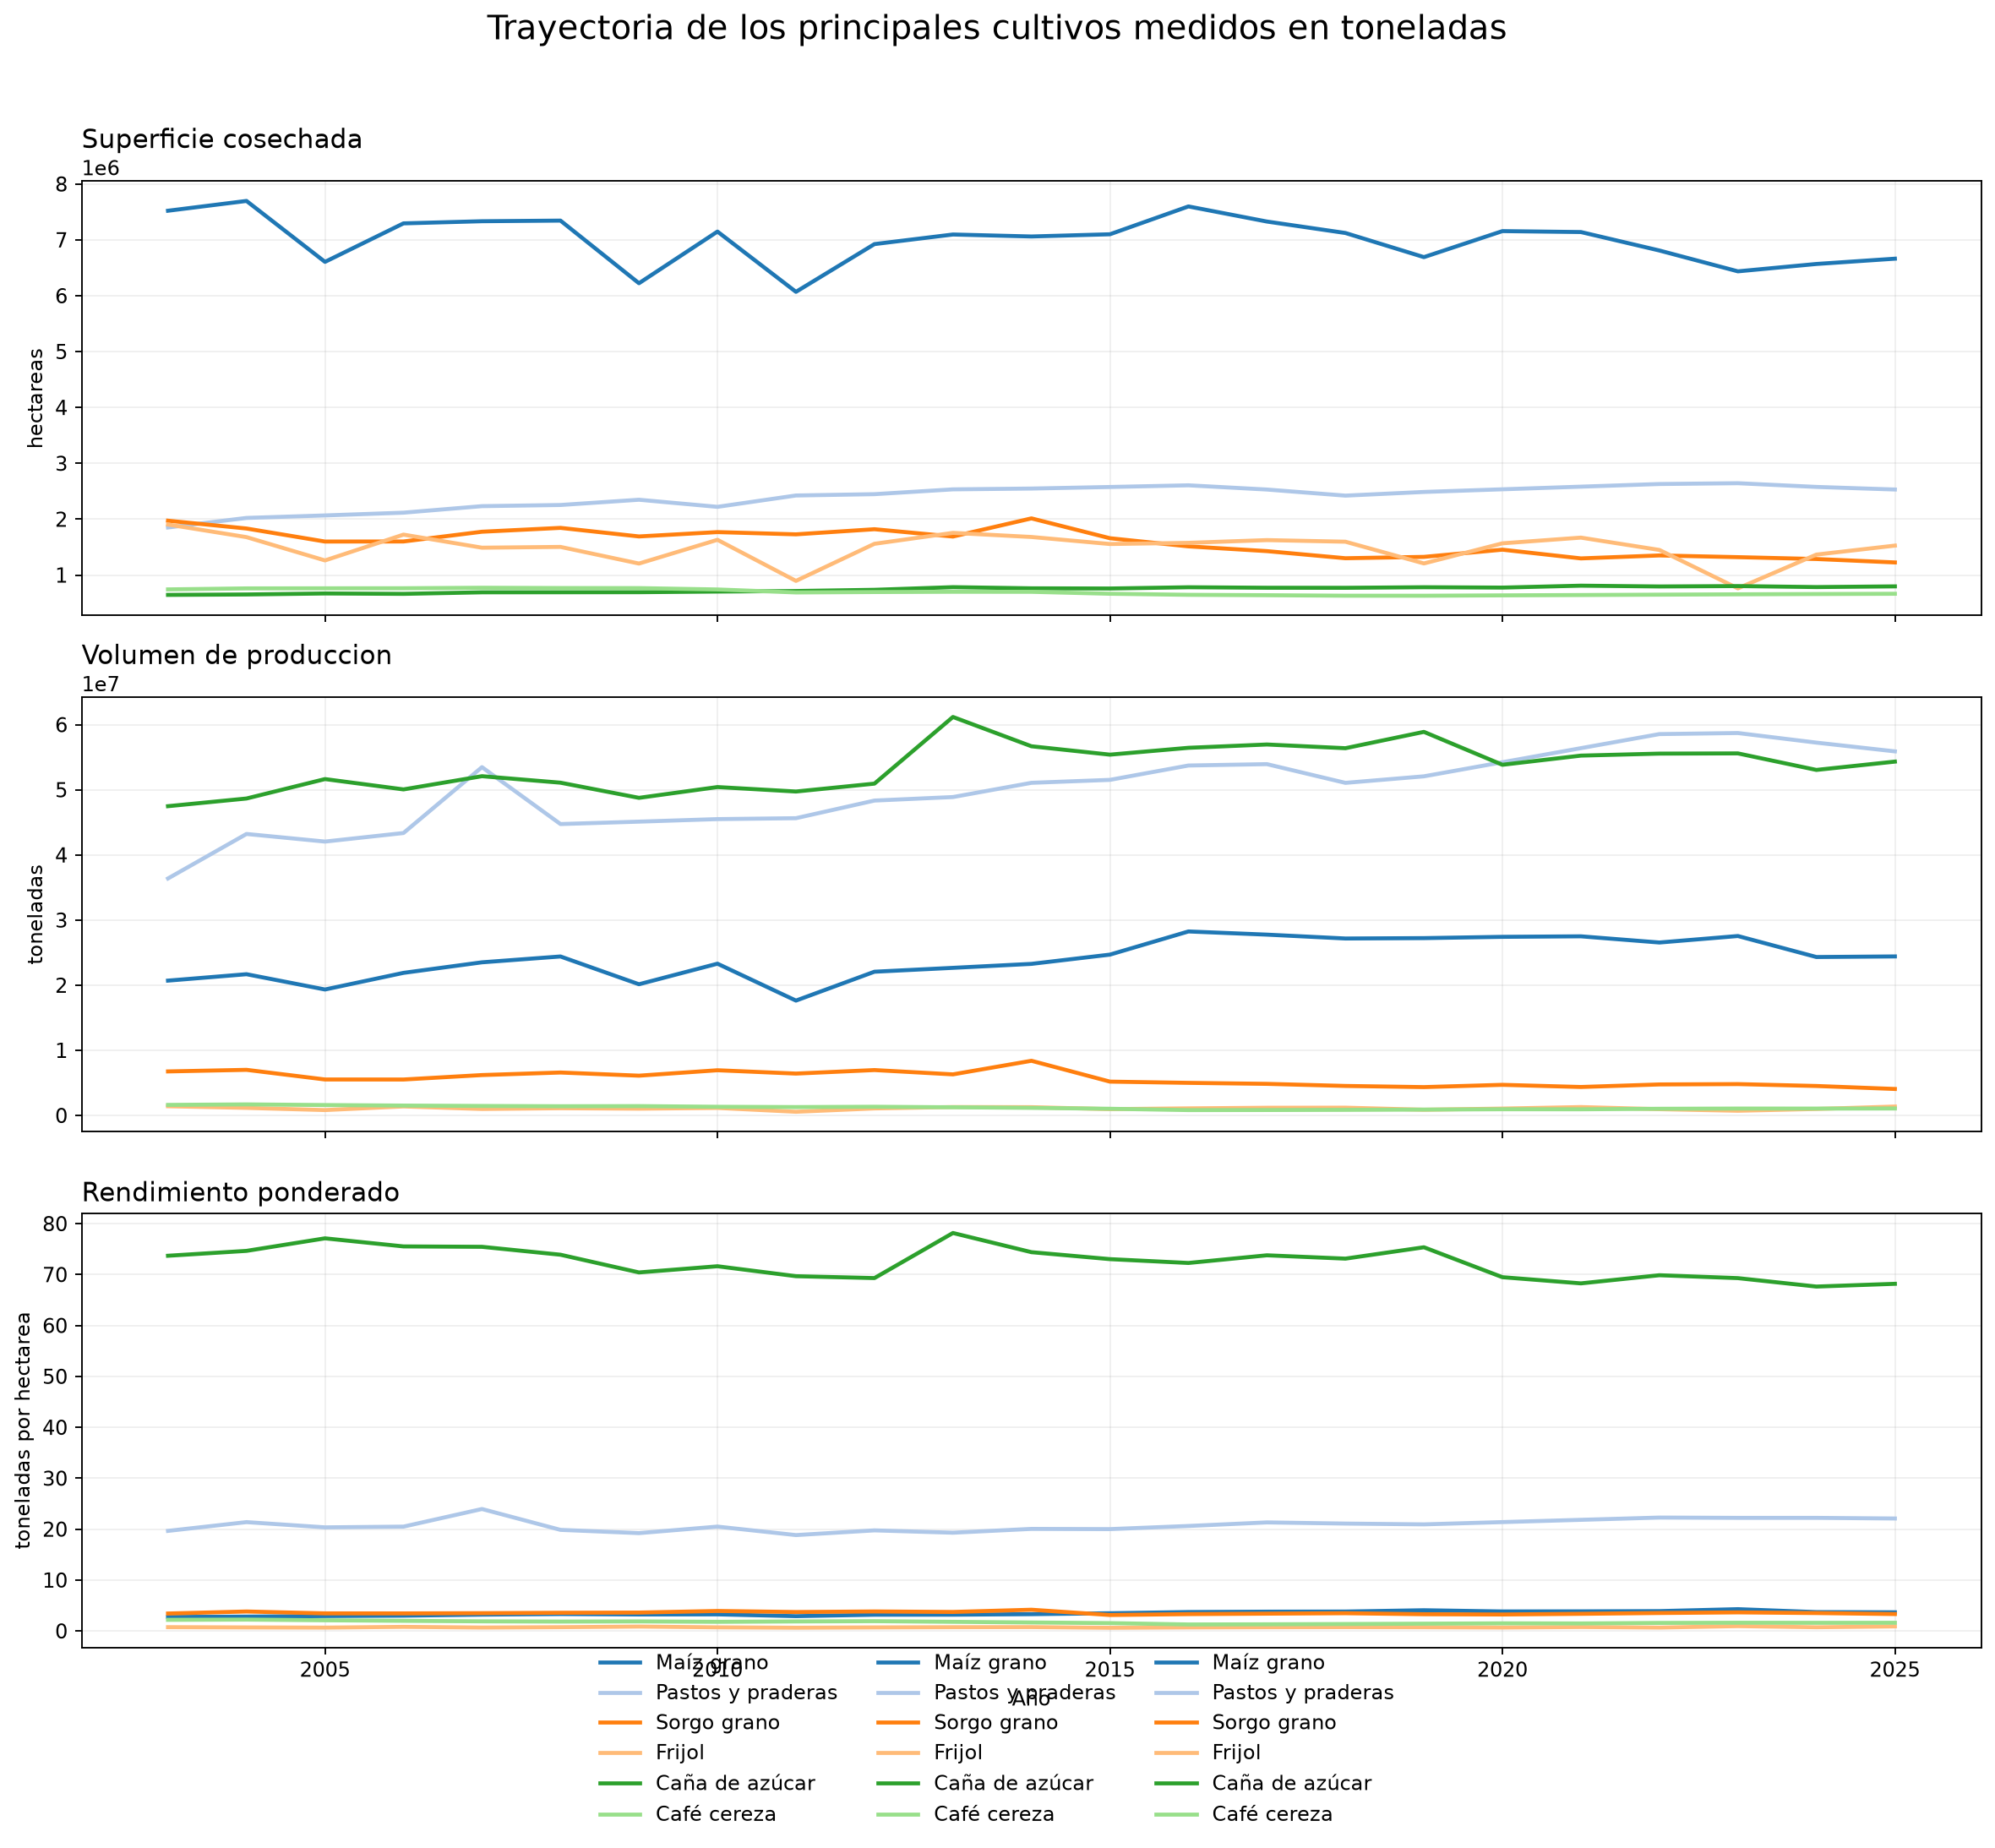 Trayectoria de los principales cultivos medidos en toneladas
Superficie cosechada
1e6
8
7
6
5
4
3
2
1
hectareas
Volumen de produccion
1e7
6
5
4
3
2
1
0
toneladas
Rendimiento ponderado
80
70
60
50
40
30
20
10
0
toneladas por hectarea
2005 2010 2015 2020 2025
Año
Maíz grano Maíz grano Maíz grano
Pastos y praderas Pastos y praderas Pastos y praderas
Sorgo grano Sorgo grano Sorgo grano
Frijol Frijol Frijol
Caña de azúcar Caña de azúcar Caña de azúcar
Café cereza Café cereza Café cereza